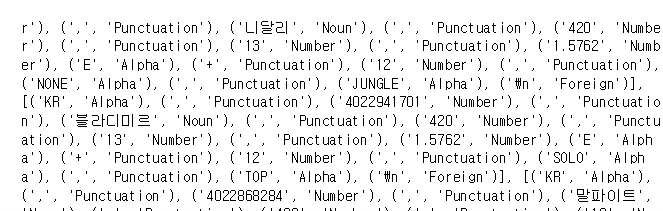 r'), (',', 'Punctuation'), ('니달리', 'Noun'), (',', 'Punctuation'), ('420', 'Numbe
r'), (',', 'Punctuation'), ('13', 'Number'), (',', 'Punctuation'), ('1.5762', 'Numb
er'), ('E', 'Alpha'), ('+', 'Punctuation'), ('12', 'Number'), (',', 'Punctuation'),
('NONE', 'Alpha'), (',', 'Punctuation'), ('JUNGLE', 'Alpha'), ('₩n', 'Foreign')],
[('KR', 'Alpha'), (',', 'Punctuation'), ('4022941701', 'Number'), (',', 'Punctuatio
n'), ('블라디미르', 'Noun'), (',', 'Punctuation'), ('420', 'Number'), (',', 'Punctu
ation'), ('13', 'Number'), (',', 'Punctuation'), ('1.5762', 'Number'), ('E', 'Alph
a'), ('+', 'Punctuation'), ('12', 'Number'), (',', 'Punctuation'), ('SOLO', 'Alph
a'), (',', 'Punctuation'), ('TOP', 'Alpha'), ('₩n', 'Foreign')], [('KR', 'Alpha'),
(',', 'Punctuation'), ('4022868284', 'Number'), (',', 'Punctuation'), ('말파이트',